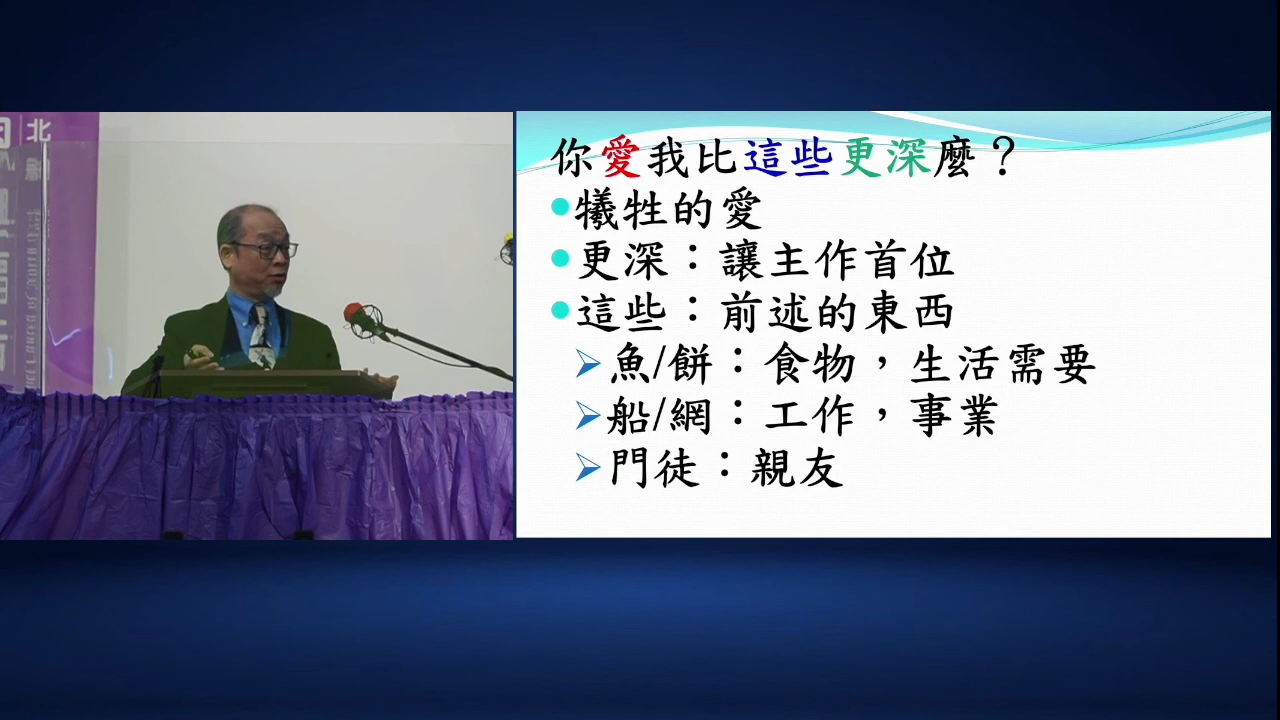 北
你愛我比這些更深麼？
•犧牲的愛
•更深：讓主作首位
•這些：前述的東西
➢魚/餅：食物，生活需要
➢船/網：工作，事業
➢門徒：親友